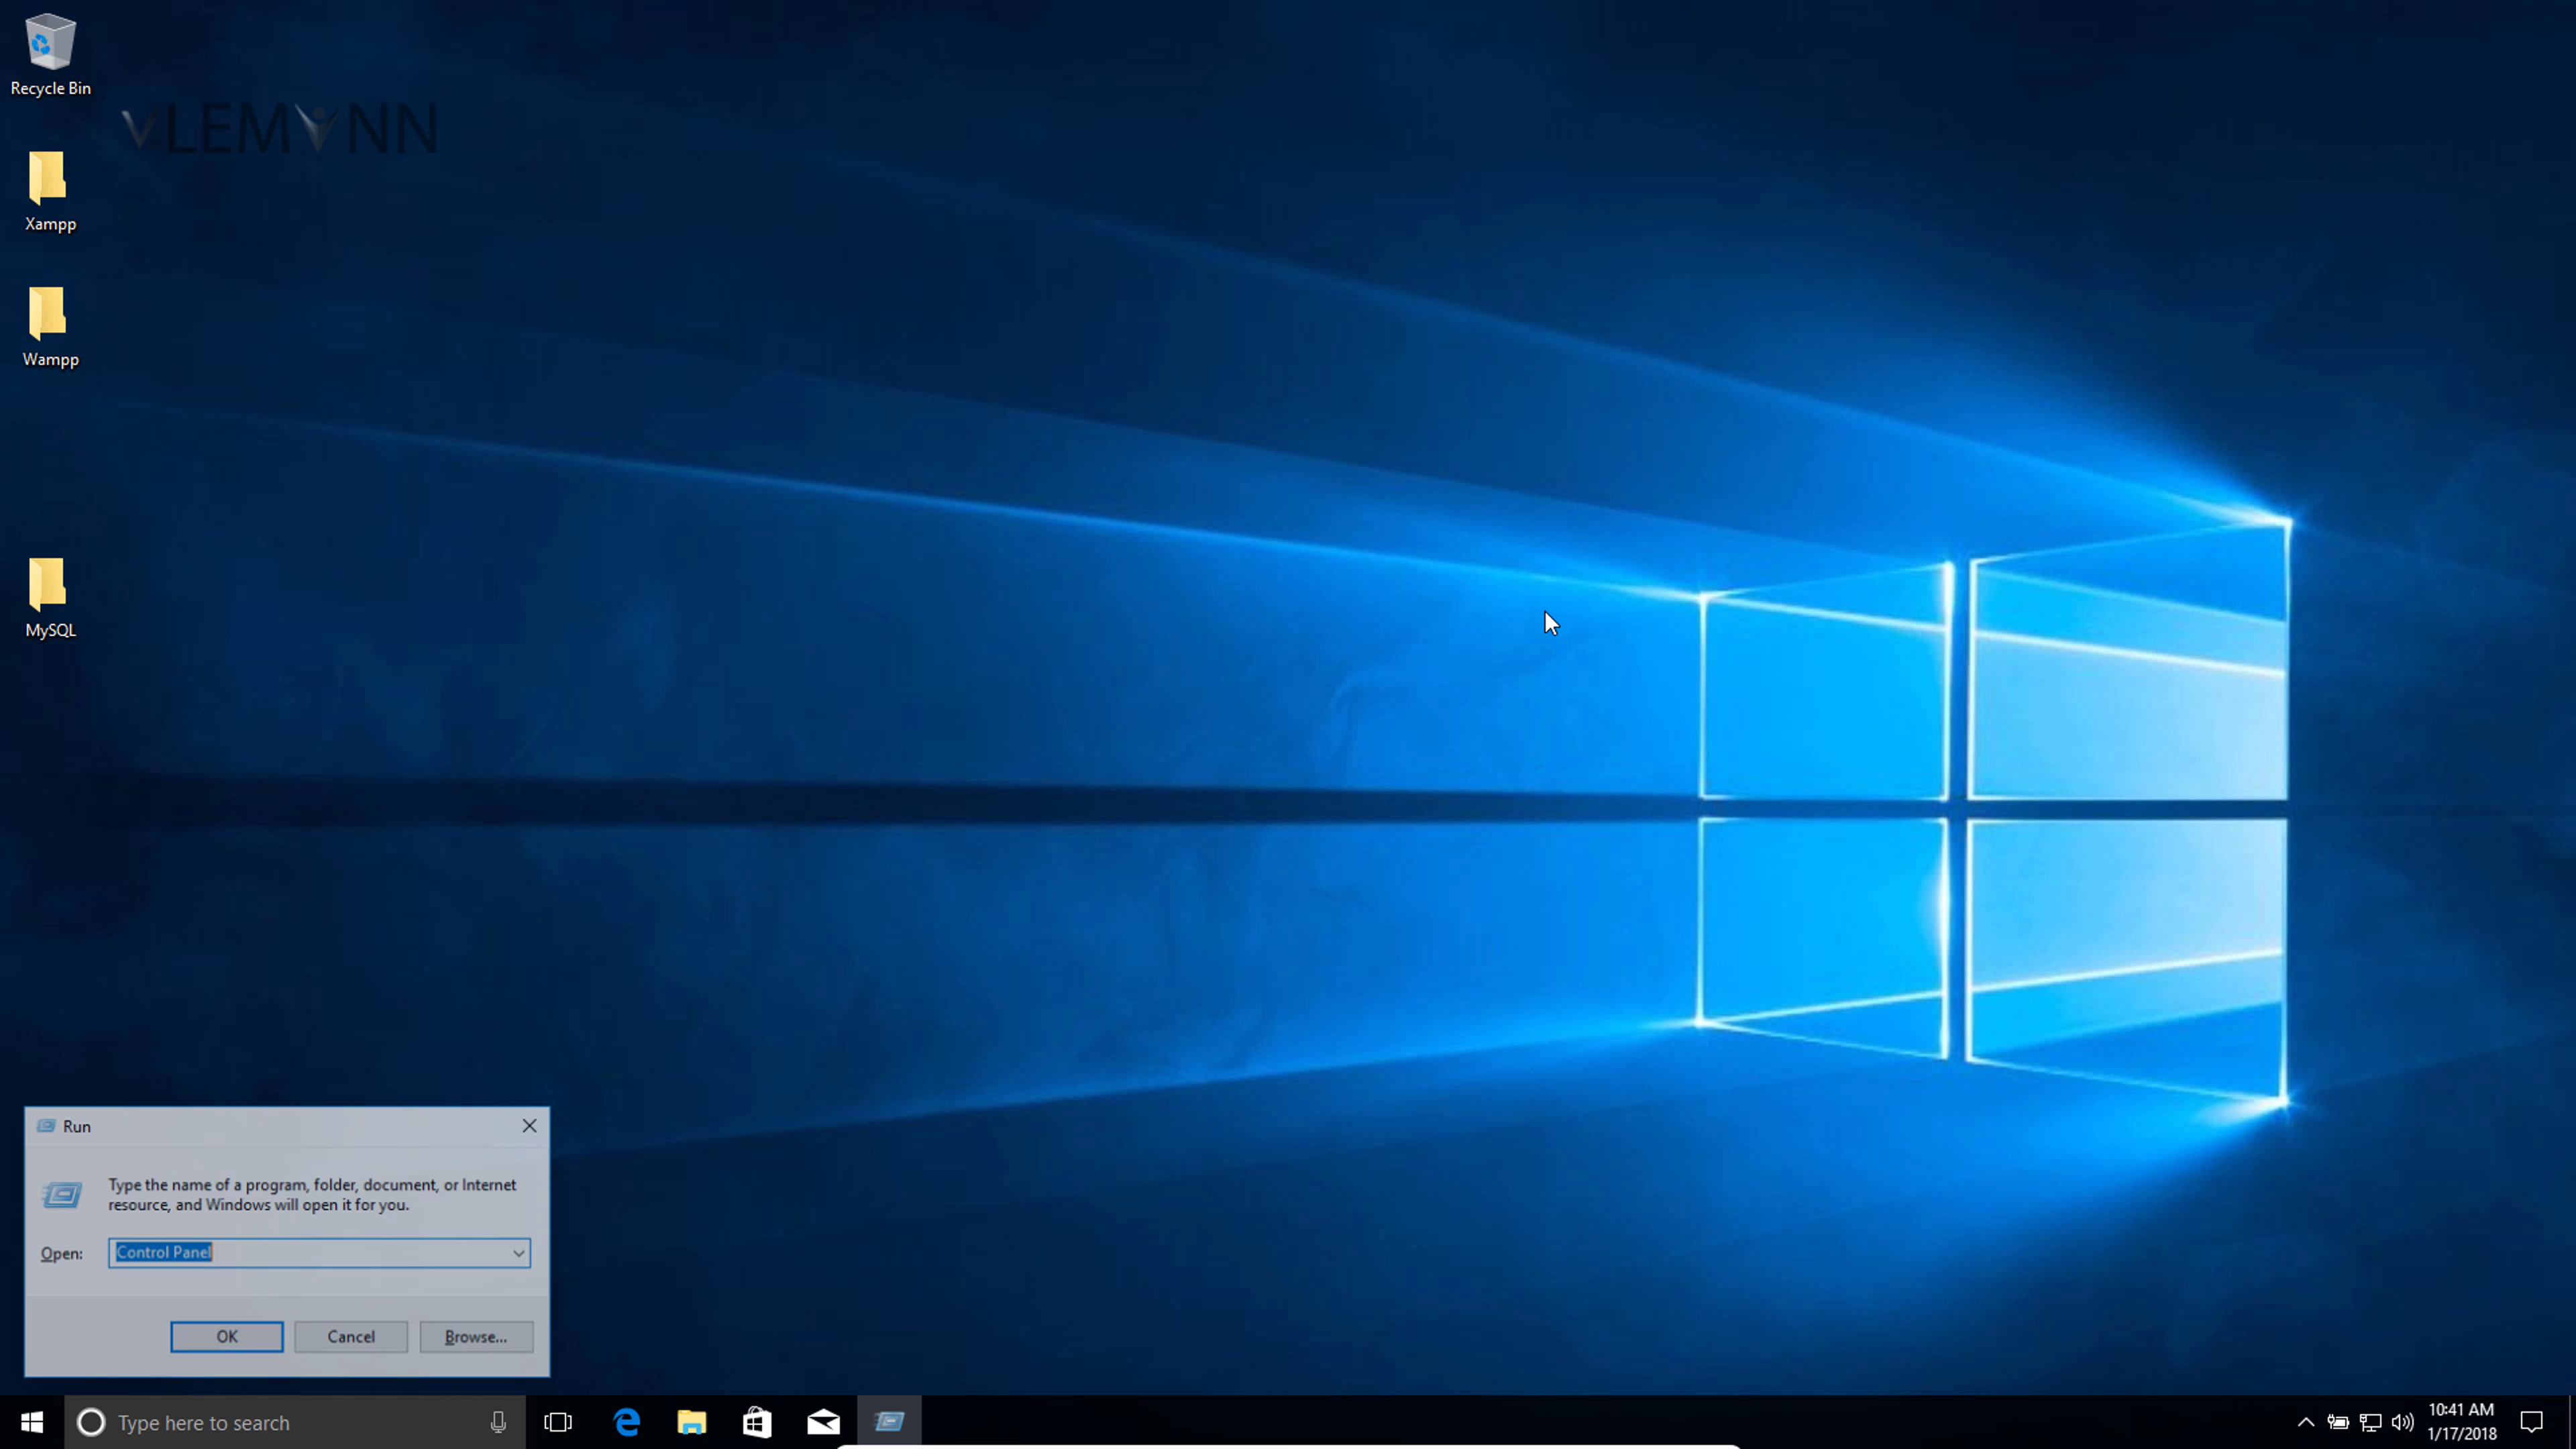 Recycle Bin
VLEMYNN
Xampp
Wampp
MySQL
Run
Type the name of a program, folder, document, or Internet
resource, and Windows will open it for you.
Open:
Control Panel
OK
Cancel
Browse...
Type here to search
10:41 AM
1/17/2018